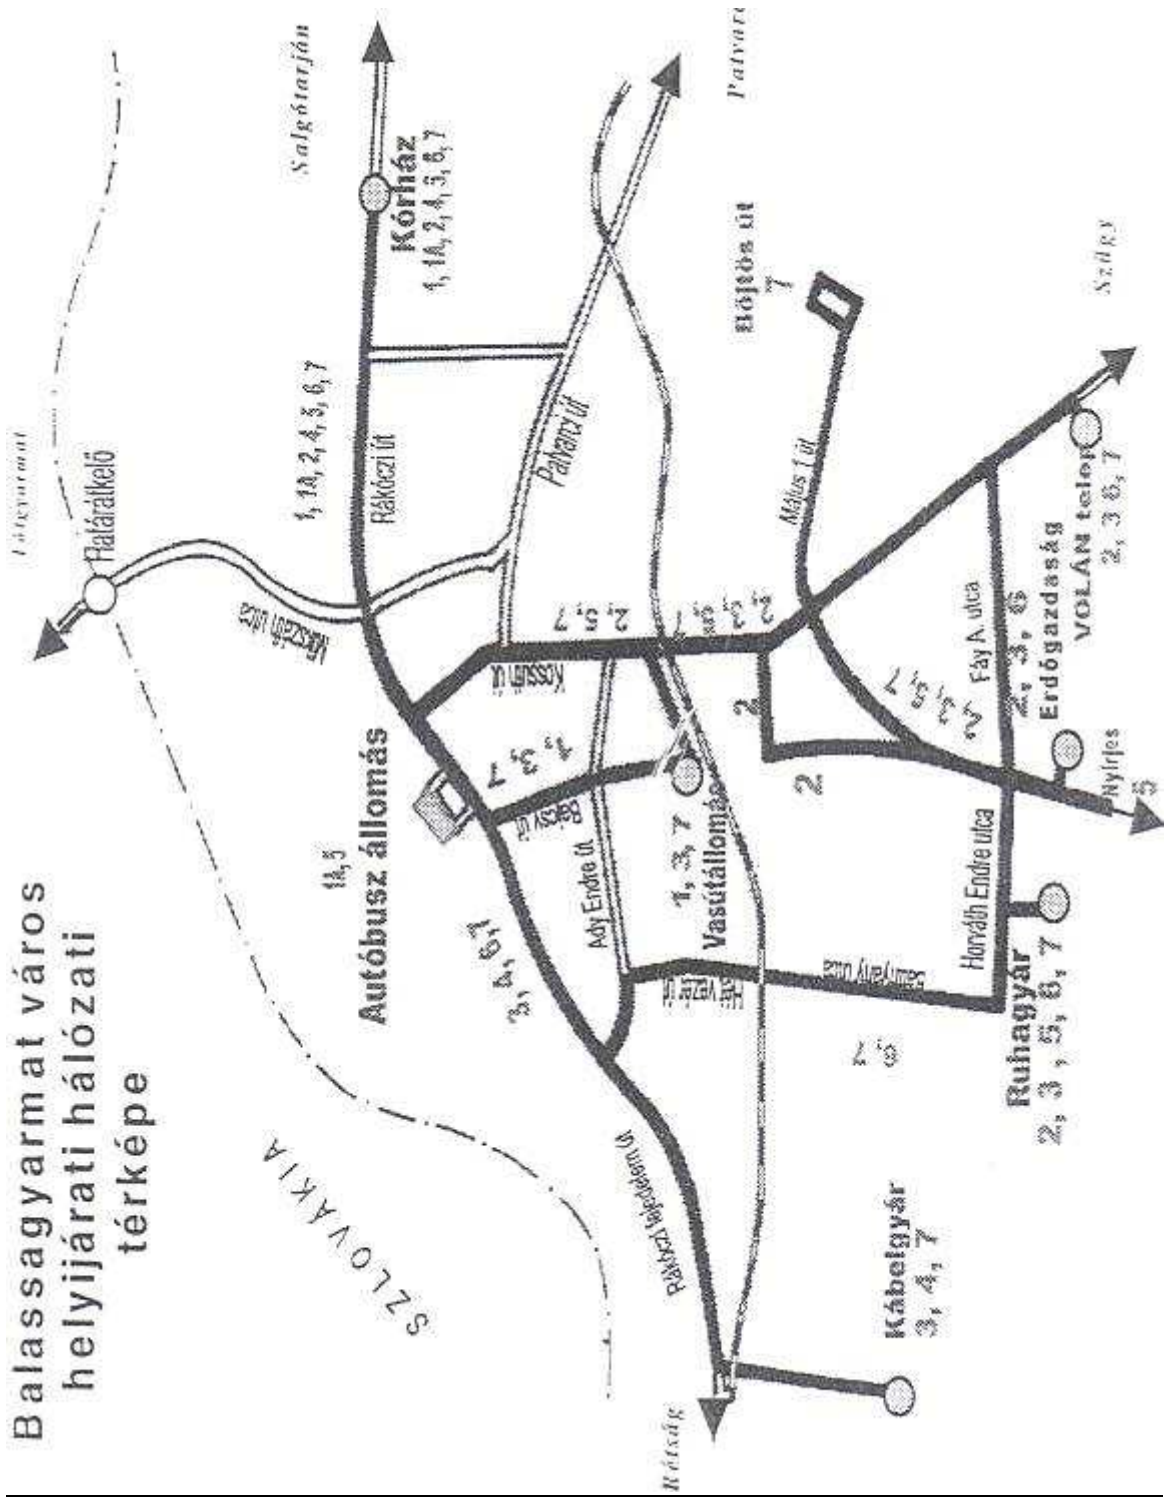 Balassagyarmat város
helyijárati hálózati
térképe
SZLOVÁKIA
Határátkelő
Salgótarján
1, 1A, 2, 4, 5, 6, 7
Rákóczi út
Kórház
1, 1A, 2, 4, 5, 6, 7
Mikszáth utca
Patvarci út
1A, 5
Autóbusz állomás
Kossuth út
2, 5, 7
Bajcsy út
1, 3, 7
Ady Endre út
3, 4, 6, 7
1, 3, 7
Vasútállomás
Bőjtös út
7
Május 1 út
2
2
2, 3, 5, 7
Fáy A. utca
2, 3, 6
Erdőgazdaság
VOLÁN telep
2, 3 6, 7
Szügy
Nyírjes
5
Horváth Endre utca
6, 7
Ruhagyár
2, 3, 5, 6, 7
Rákóczi fejedelem út
Kábelgyár
3, 4, 7
Rétság